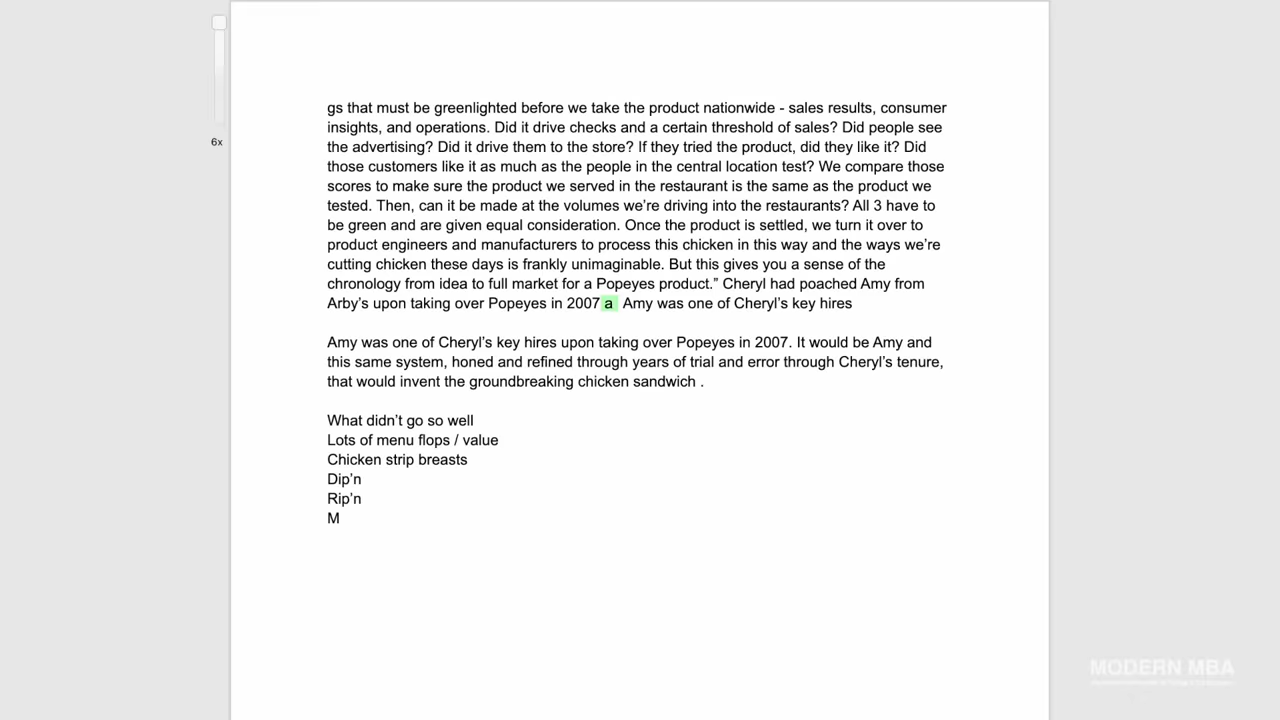 gs that must be greenlighted before we take the product nationwide - sales results, consumer
insights, and operations. Did it drive checks and a certain threshold of sales? Did people see
the advertising? Did it drive them to the store? If they tried the product, did they like it? Did
those customers like it as much as the people in the central location test? We compare those
scores to make sure the product we served in the restaurant is the same as the product we
tested. Then, can it be made at the volumes we’re driving into the restaurants? All 3 have to
be green and are given equal consideration. Once the product is settled, we turn it over to
product engineers and manufacturers to process this chicken in this way and the ways we’re
cutting chicken these days is frankly unimaginable. But this gives you a sense of the
chronology from idea to full market for a Popeyes product.” Cheryl had poached Amy from
6x
Arby’s upon taking over Popeyes in 2007 a Amy was one of Cheryl’s key hires
Amy was one of Cheryl’s key hires upon taking over Popeyes in 2007. It would be Amy and
this same system, honed and refined through years of trial and error through Cheryl’s tenure,
that would invent the groundbreaking chicken sandwich .
What didn’t go so well
Lots of menu flops / value
Chicken strip breasts
Dip’n
Rip’n
M
MODERN MBA